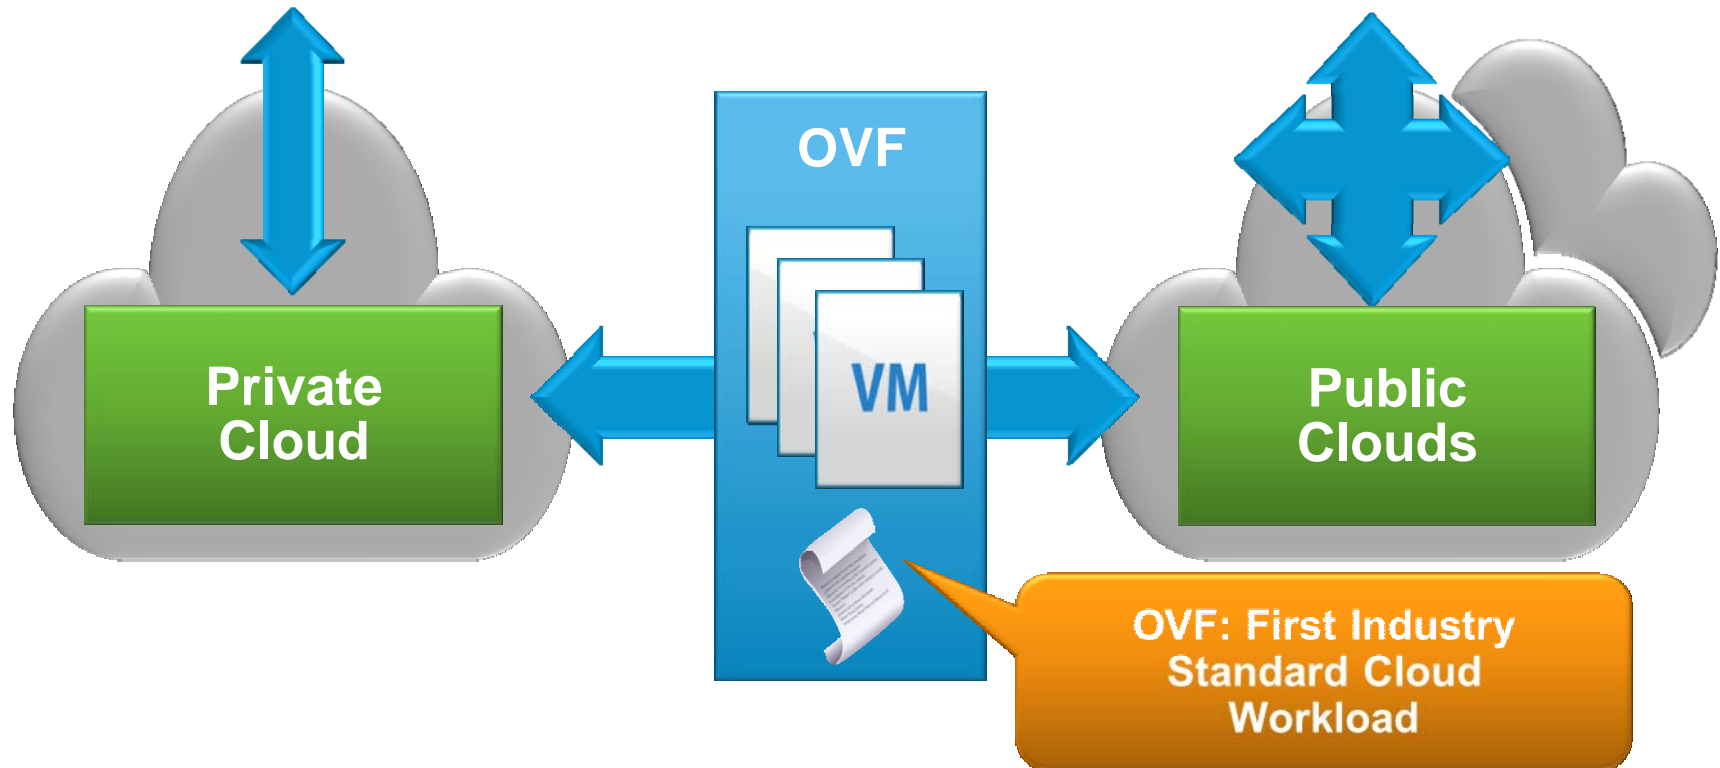 OVF
VM
Private
Cloud
Public
Clouds
OVF: First Industry
Standard Cloud
Workload